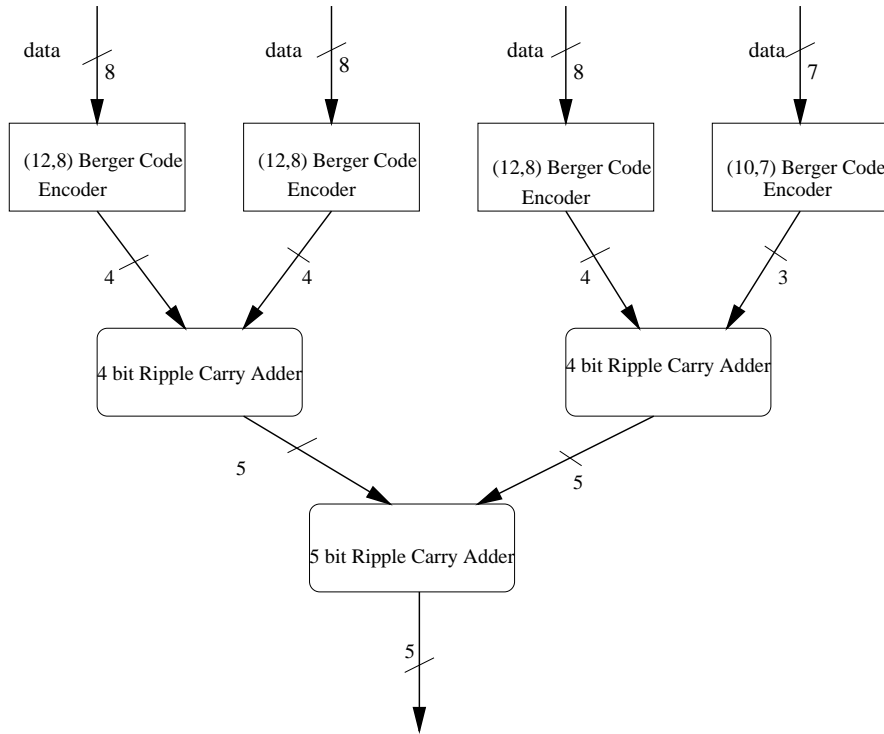 data
8
data
8
data
8
data
7
(12,8) Berger Code
Encoder
(12,8) Berger Code
Encoder
(12,8) Berger Code
Encoder
(10,7) Berger Code
Encoder
4
4
4
3
4 bit Ripple Carry Adder
4 bit Ripple Carry Adder
5
5
5 bit Ripple Carry Adder
5